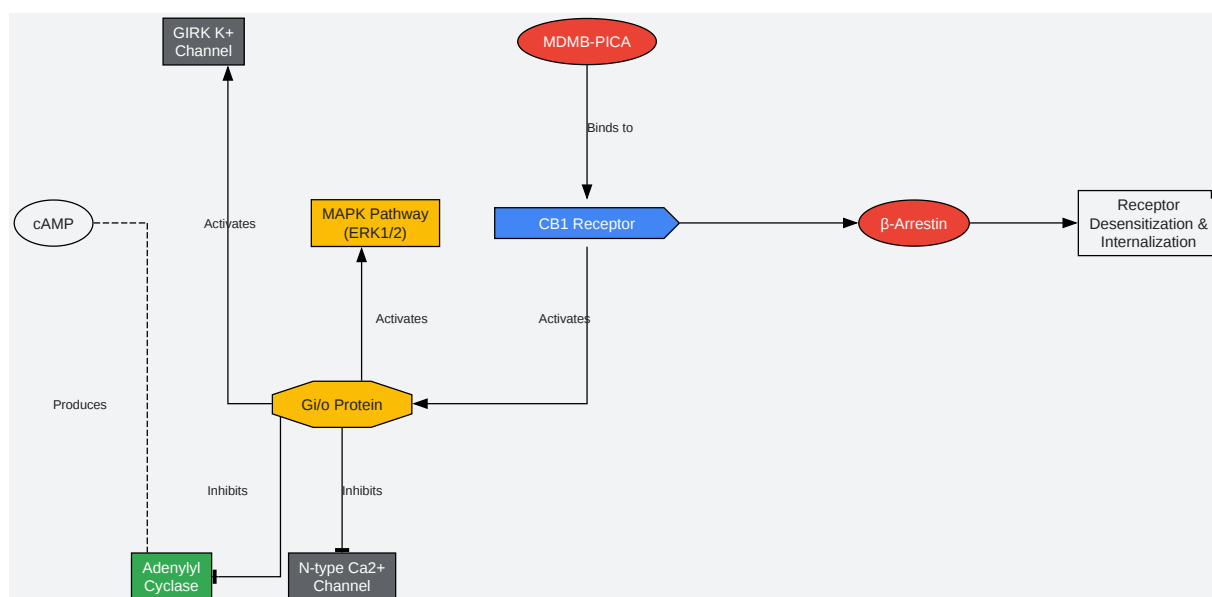 GIRK K+
Channel
MDMB-PICA
Binds to
cAMP
Activates
MAPK Pathway
(ERK1/2)
CB1 Receptor
β-Arrestin
Receptor
Desensitization &
Internalization
Activates
Activates
Produces
Gi/o Protein
Inhibits
Inhibits
Adenylyl
Cyclase
N-type Ca2+
Channel